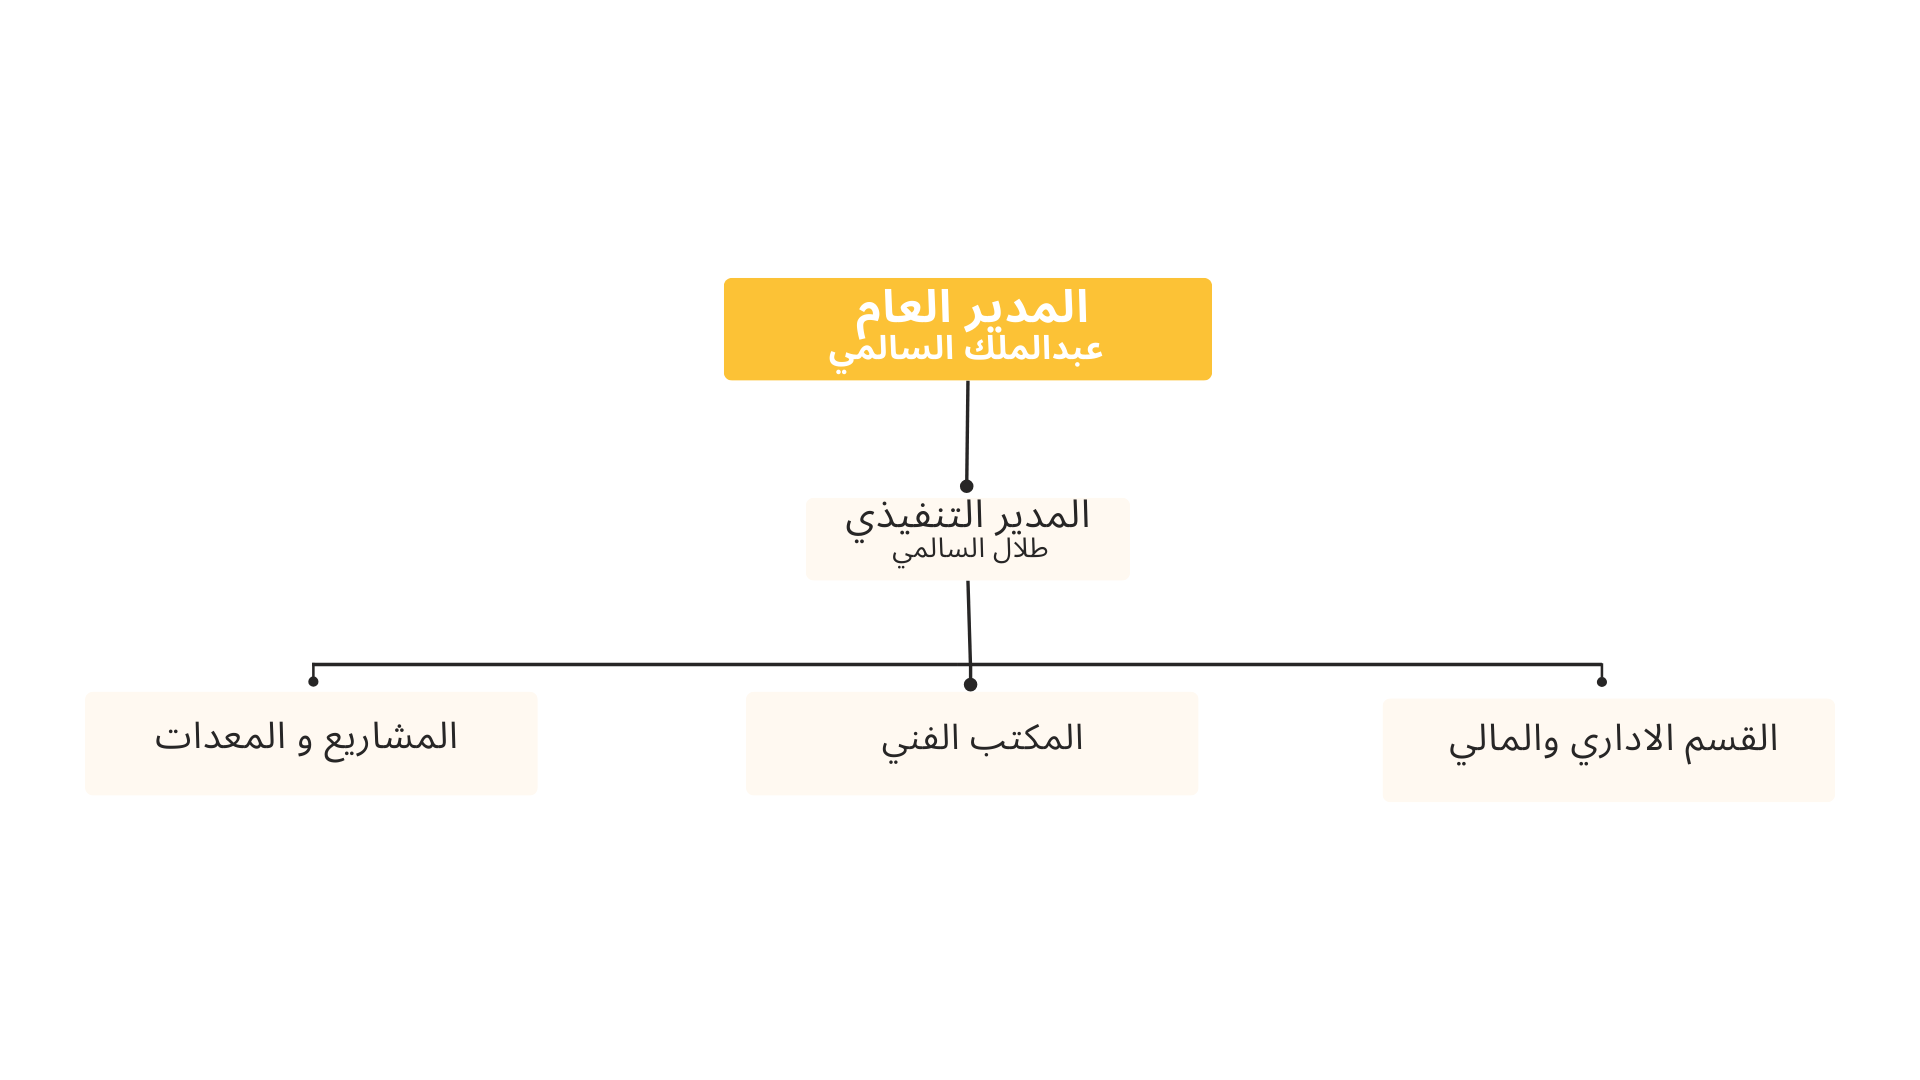 المدير العام
عبدالملك السالمي
المدير التنفيذي
طلال السالمي
القسم الاداري والمالي
المكتب الفني
المشاريع و المعدات